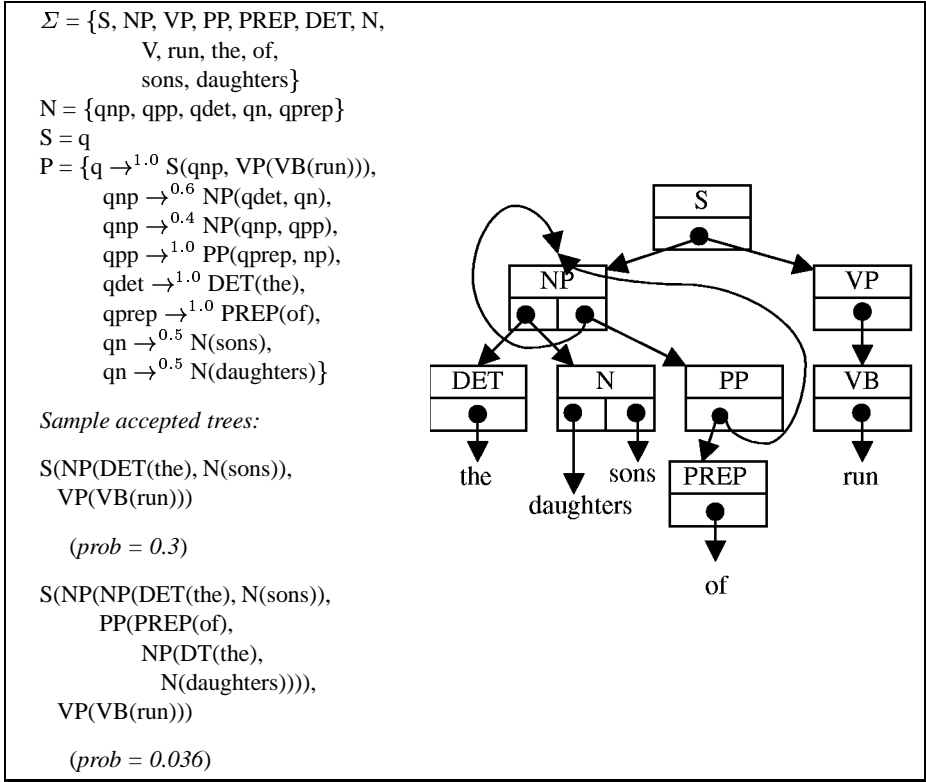 Σ = {S, NP, VP, PP, PREP, DET, N,
V, run, the, of,
sons, daughters}
N = {qnp, qpp, qdet, qn, qprep}
S = q
P = {q →^1.0 S(qnp, VP(VB(run))),
qnp →^0.6 NP(qdet, qn),
qnp →^0.4 NP(qnp, qpp),
qpp →^1.0 PP(qprep, np),
qdet →^1.0 DET(the),
qprep →^1.0 PREP(of),
qn →^0.5 N(sons),
qn →^0.5 N(daughters)}
Sample accepted trees:
S(NP(DET(the), N(sons)),
VP(VB(run)))
(prob = 0.3)
S(NP(NP(DET(the), N(sons)),
PP(PREP(of),
NP(DT(the),
N(daughters)))),
VP(VB(run)))
(prob = 0.036)
S
NP
VP
DET
N
PP
VB
the
daughters
sons
PREP
run
of